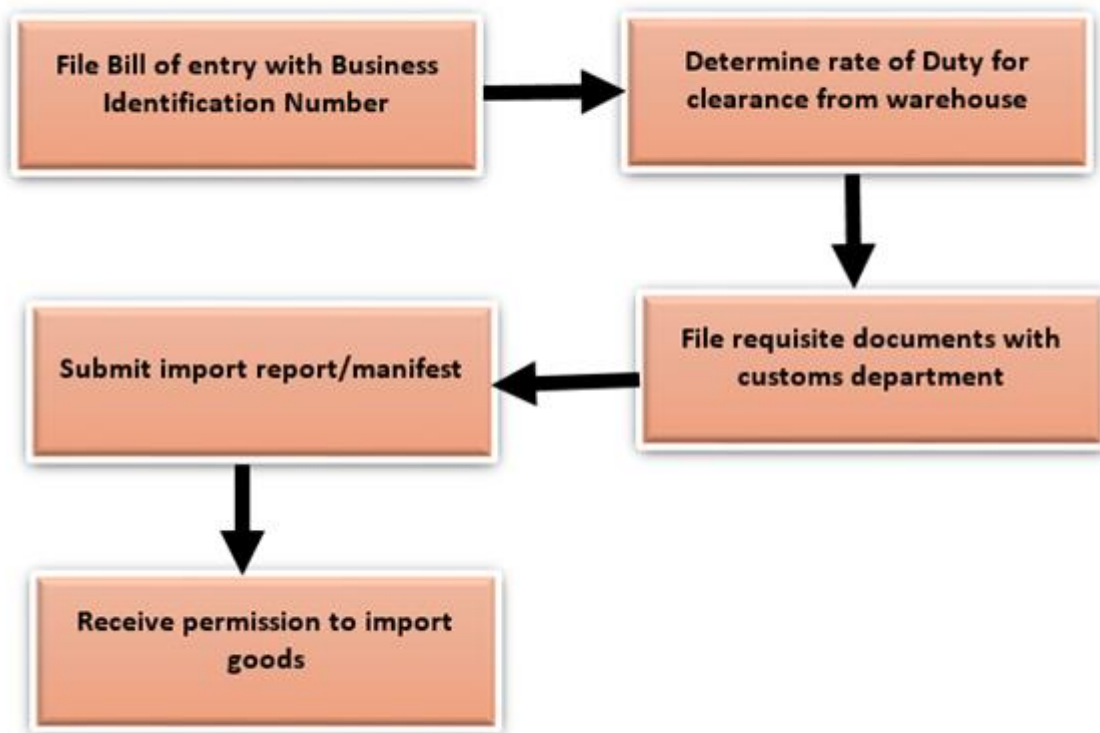 File Bill of entry with Business
Identification Number
Determine rate of Duty for
clearance from warehouse
File requisite documents with
customs department
Submit import report/manifest
Receive permission to import
goods